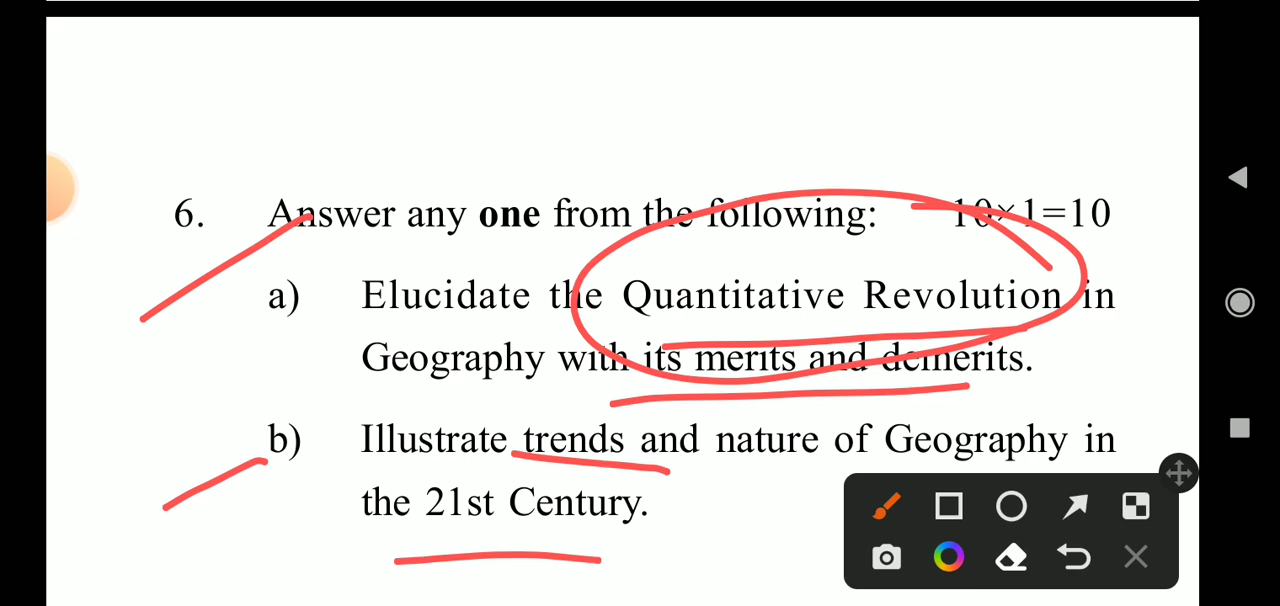 6. Answer any one from the following: 10×1=10
a) Elucidate the Quantitative Revolution in
Geography with its merits and demerits.
b) Illustrate trends and nature of Geography in
the 21st Century.